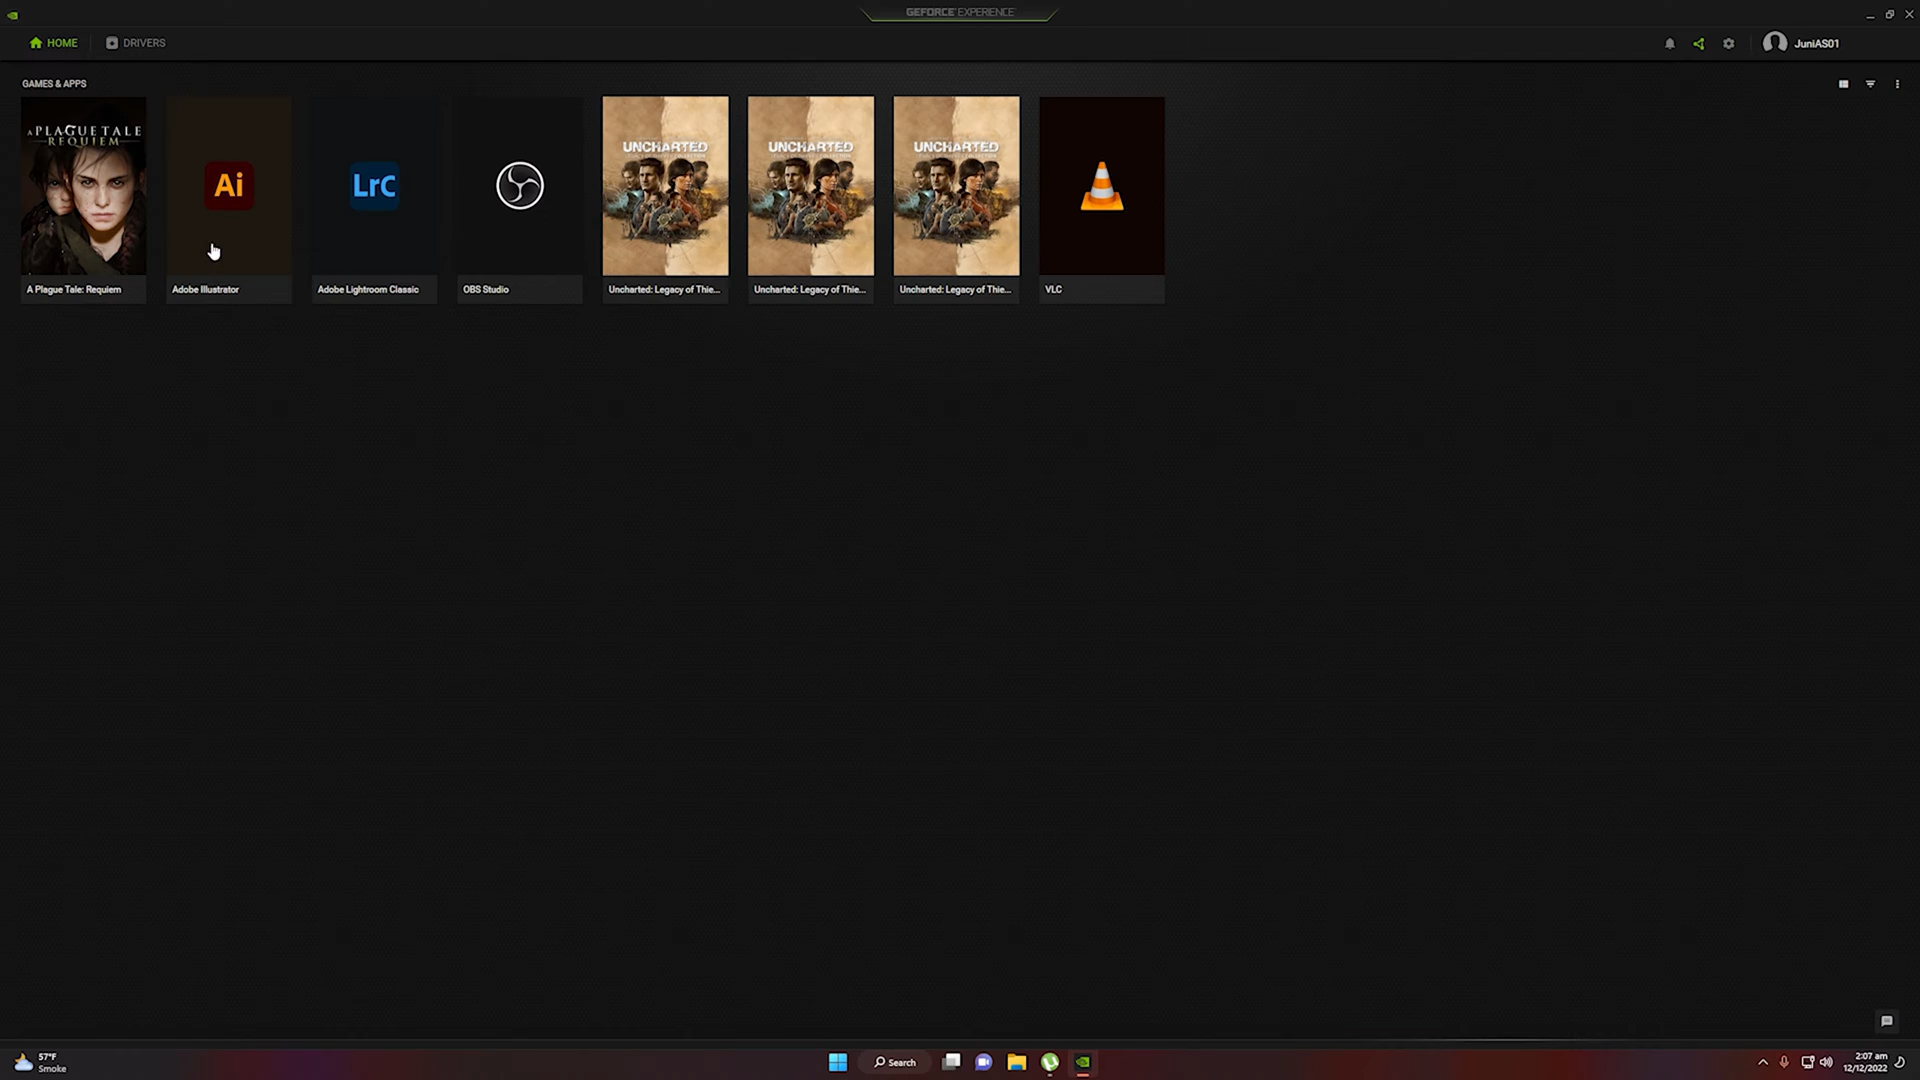 GEFORCE EXPERIENCE
HOME
DRIVERS
JuniAS01
GAMES & APPS
A PLAGUE TALE
REQUIEM
Ai
LrC
UNCHARTED
UNCHARTED
UNCHARTED
A Plague Tale: Requiem
Adobe Illustrator
Adobe Lightroom Classic
OBS Studio
Uncharted: Legacy of Thie...
Uncharted: Legacy of Thie...
Uncharted: Legacy of Thie...
VLC
57°F
Smoke
Search
2:07 am
12/12/2022